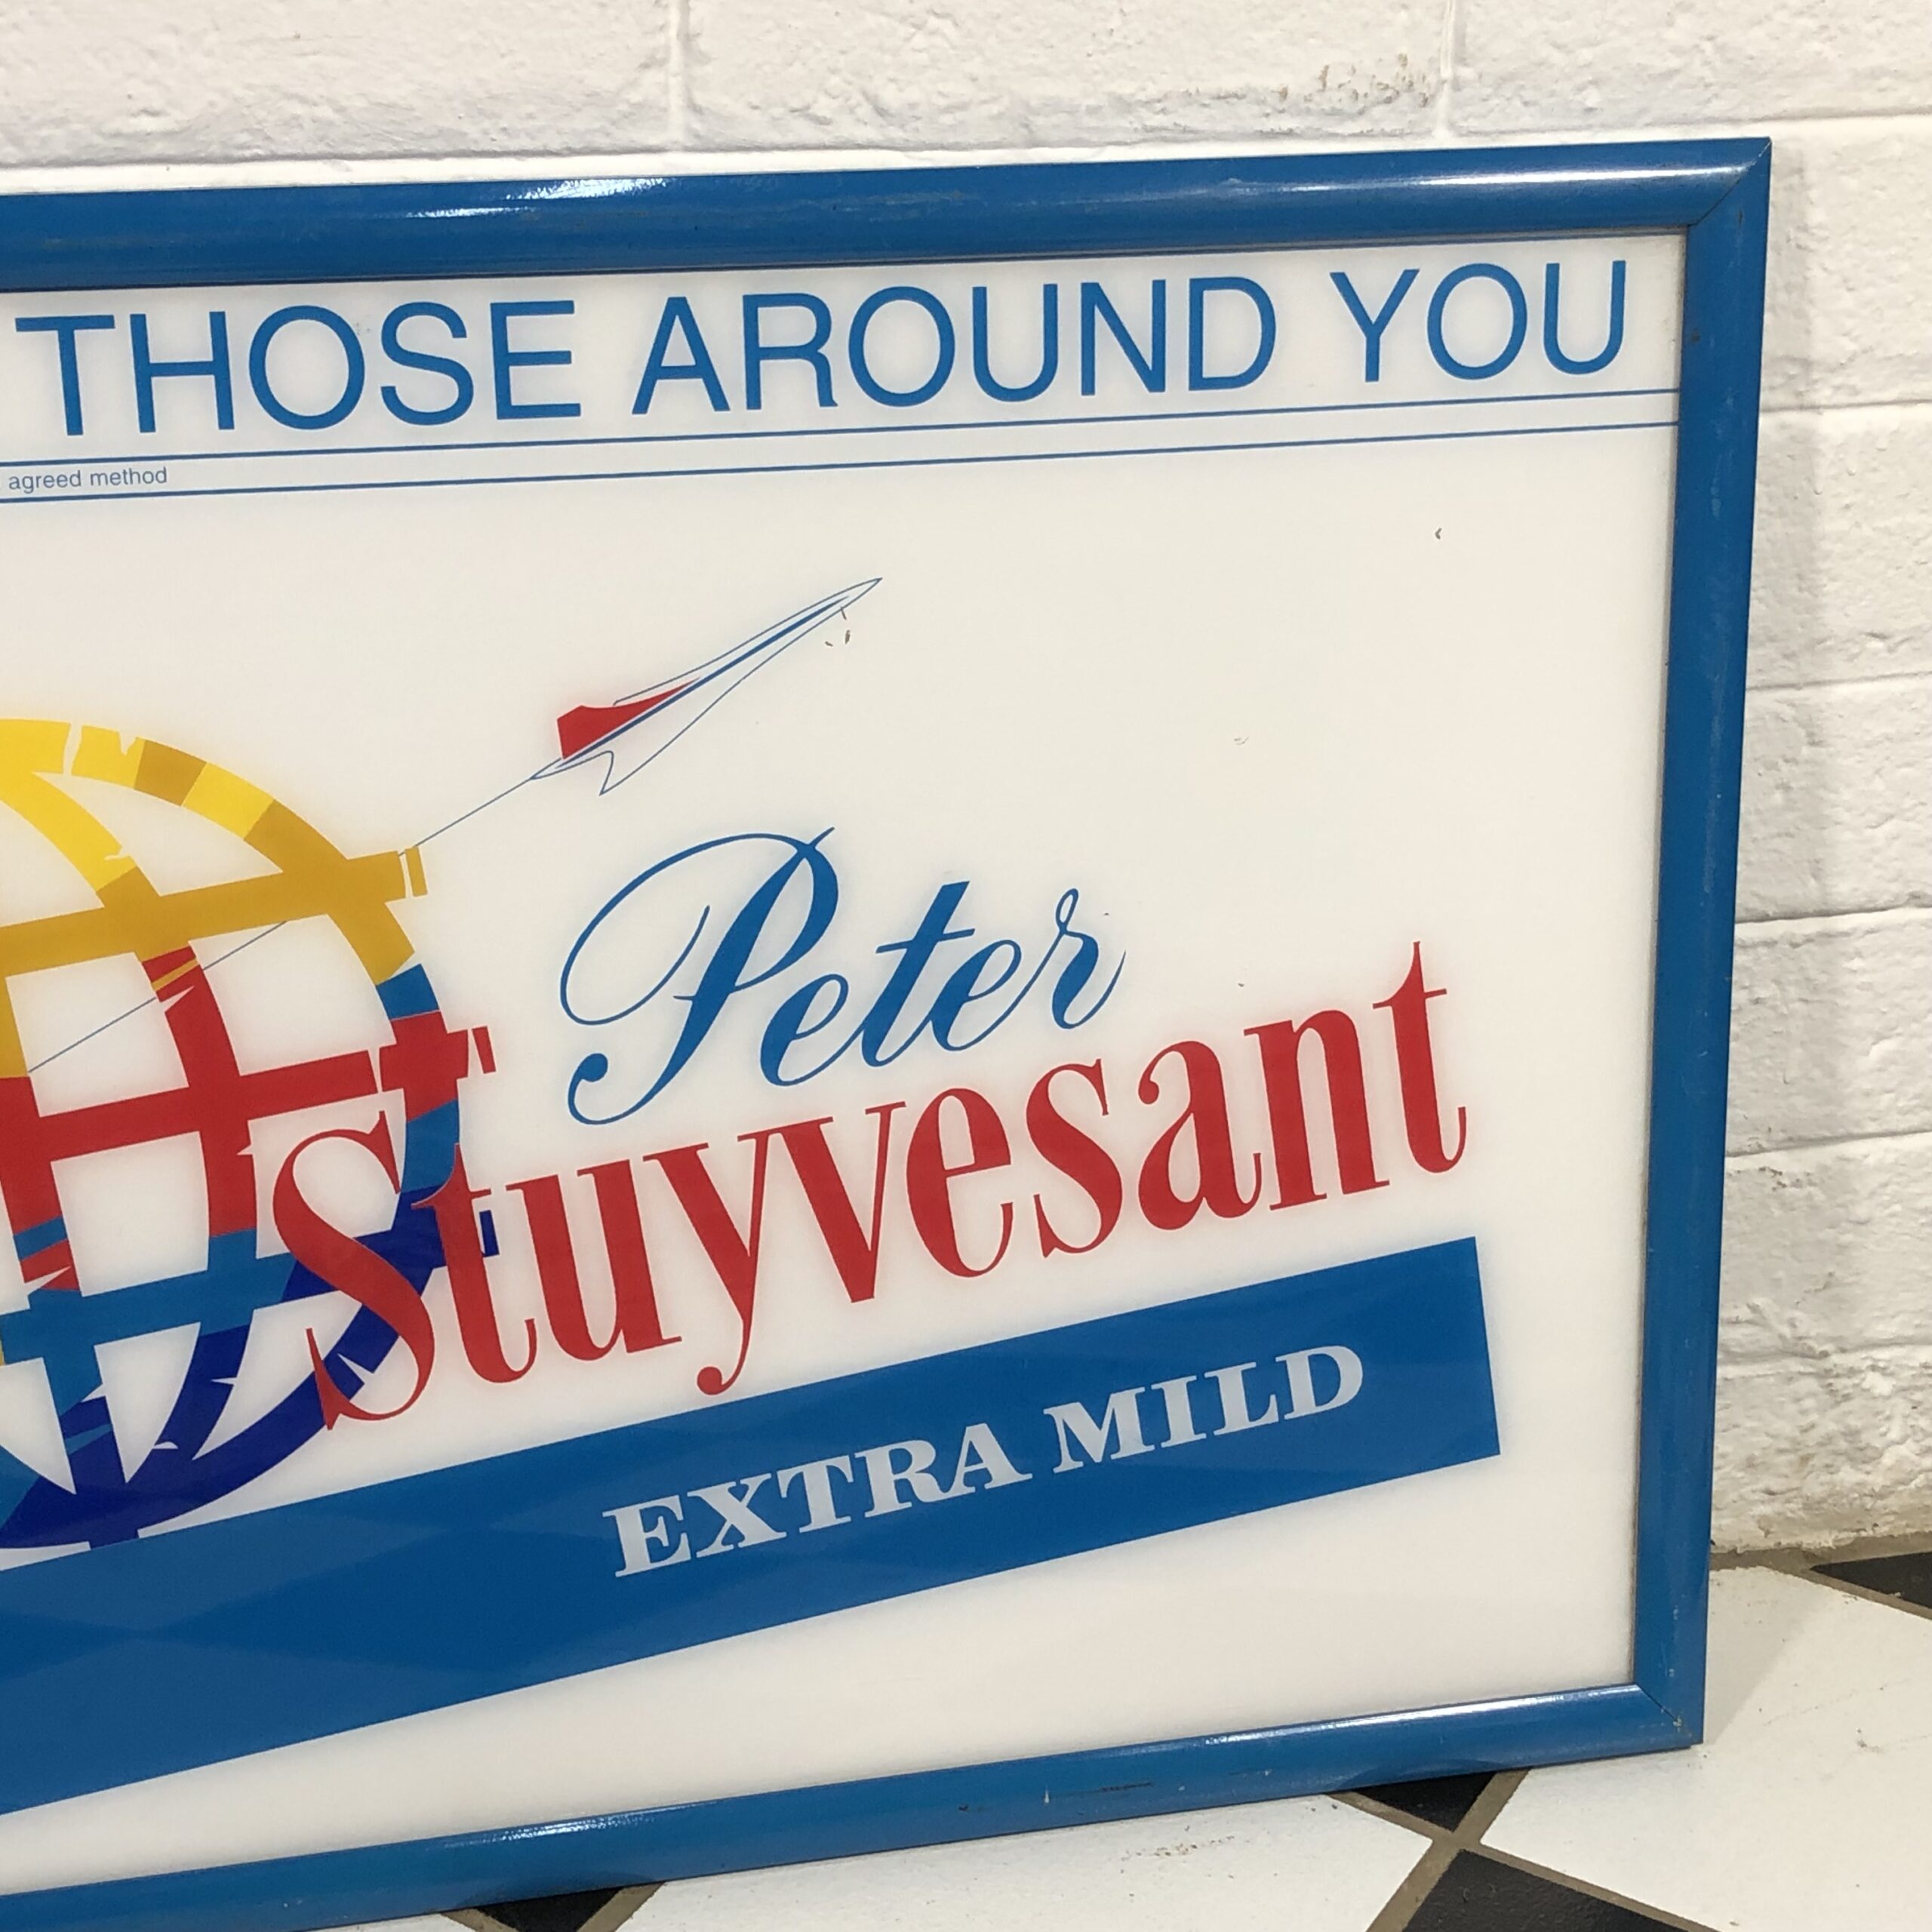 THOSE AROUND YOU
agreed method
Peter
Stuyvesant
EXTRA MILD